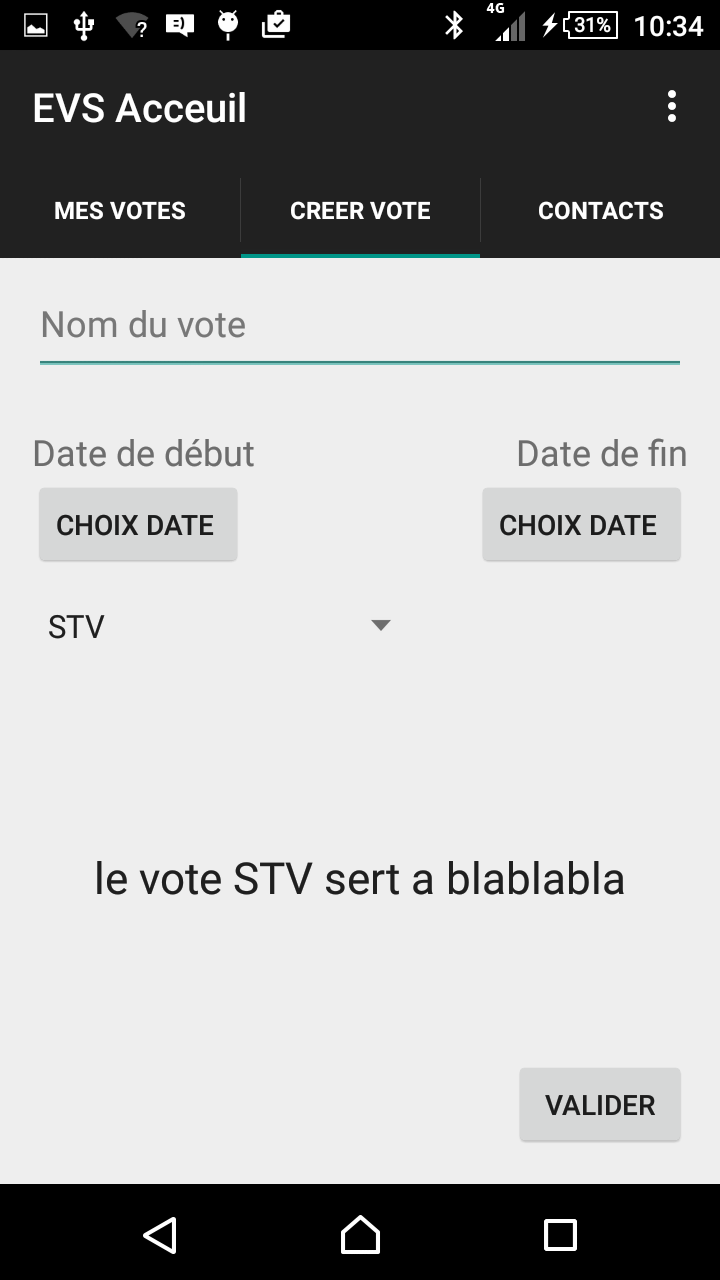 4G 31% 10:34
EVS Acceuil
MES VOTES CREER VOTE CONTACTS
Nom du vote
Date de début Date de fin
CHOIX DATE CHOIX DATE
STV
le vote STV sert a blablabla
VALIDER